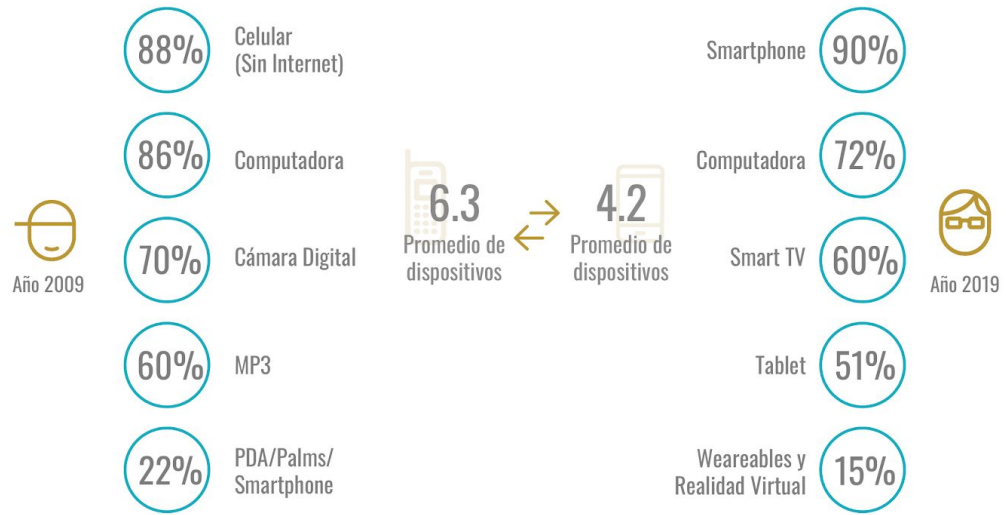 Año 2009
88%
Celular
(Sin Internet)
86%
Computadora
70%
Cámara Digital
60%
MP3
22%
PDA/Palms/
Smartphone
6.3
Promedio de
dispositivos
4.2
Promedio de
dispositivos
Smartphone
90%
Computadora
72%
Smart TV
60%
Tablet
51%
Weareables y
Realidad Virtual
15%
Año 2019